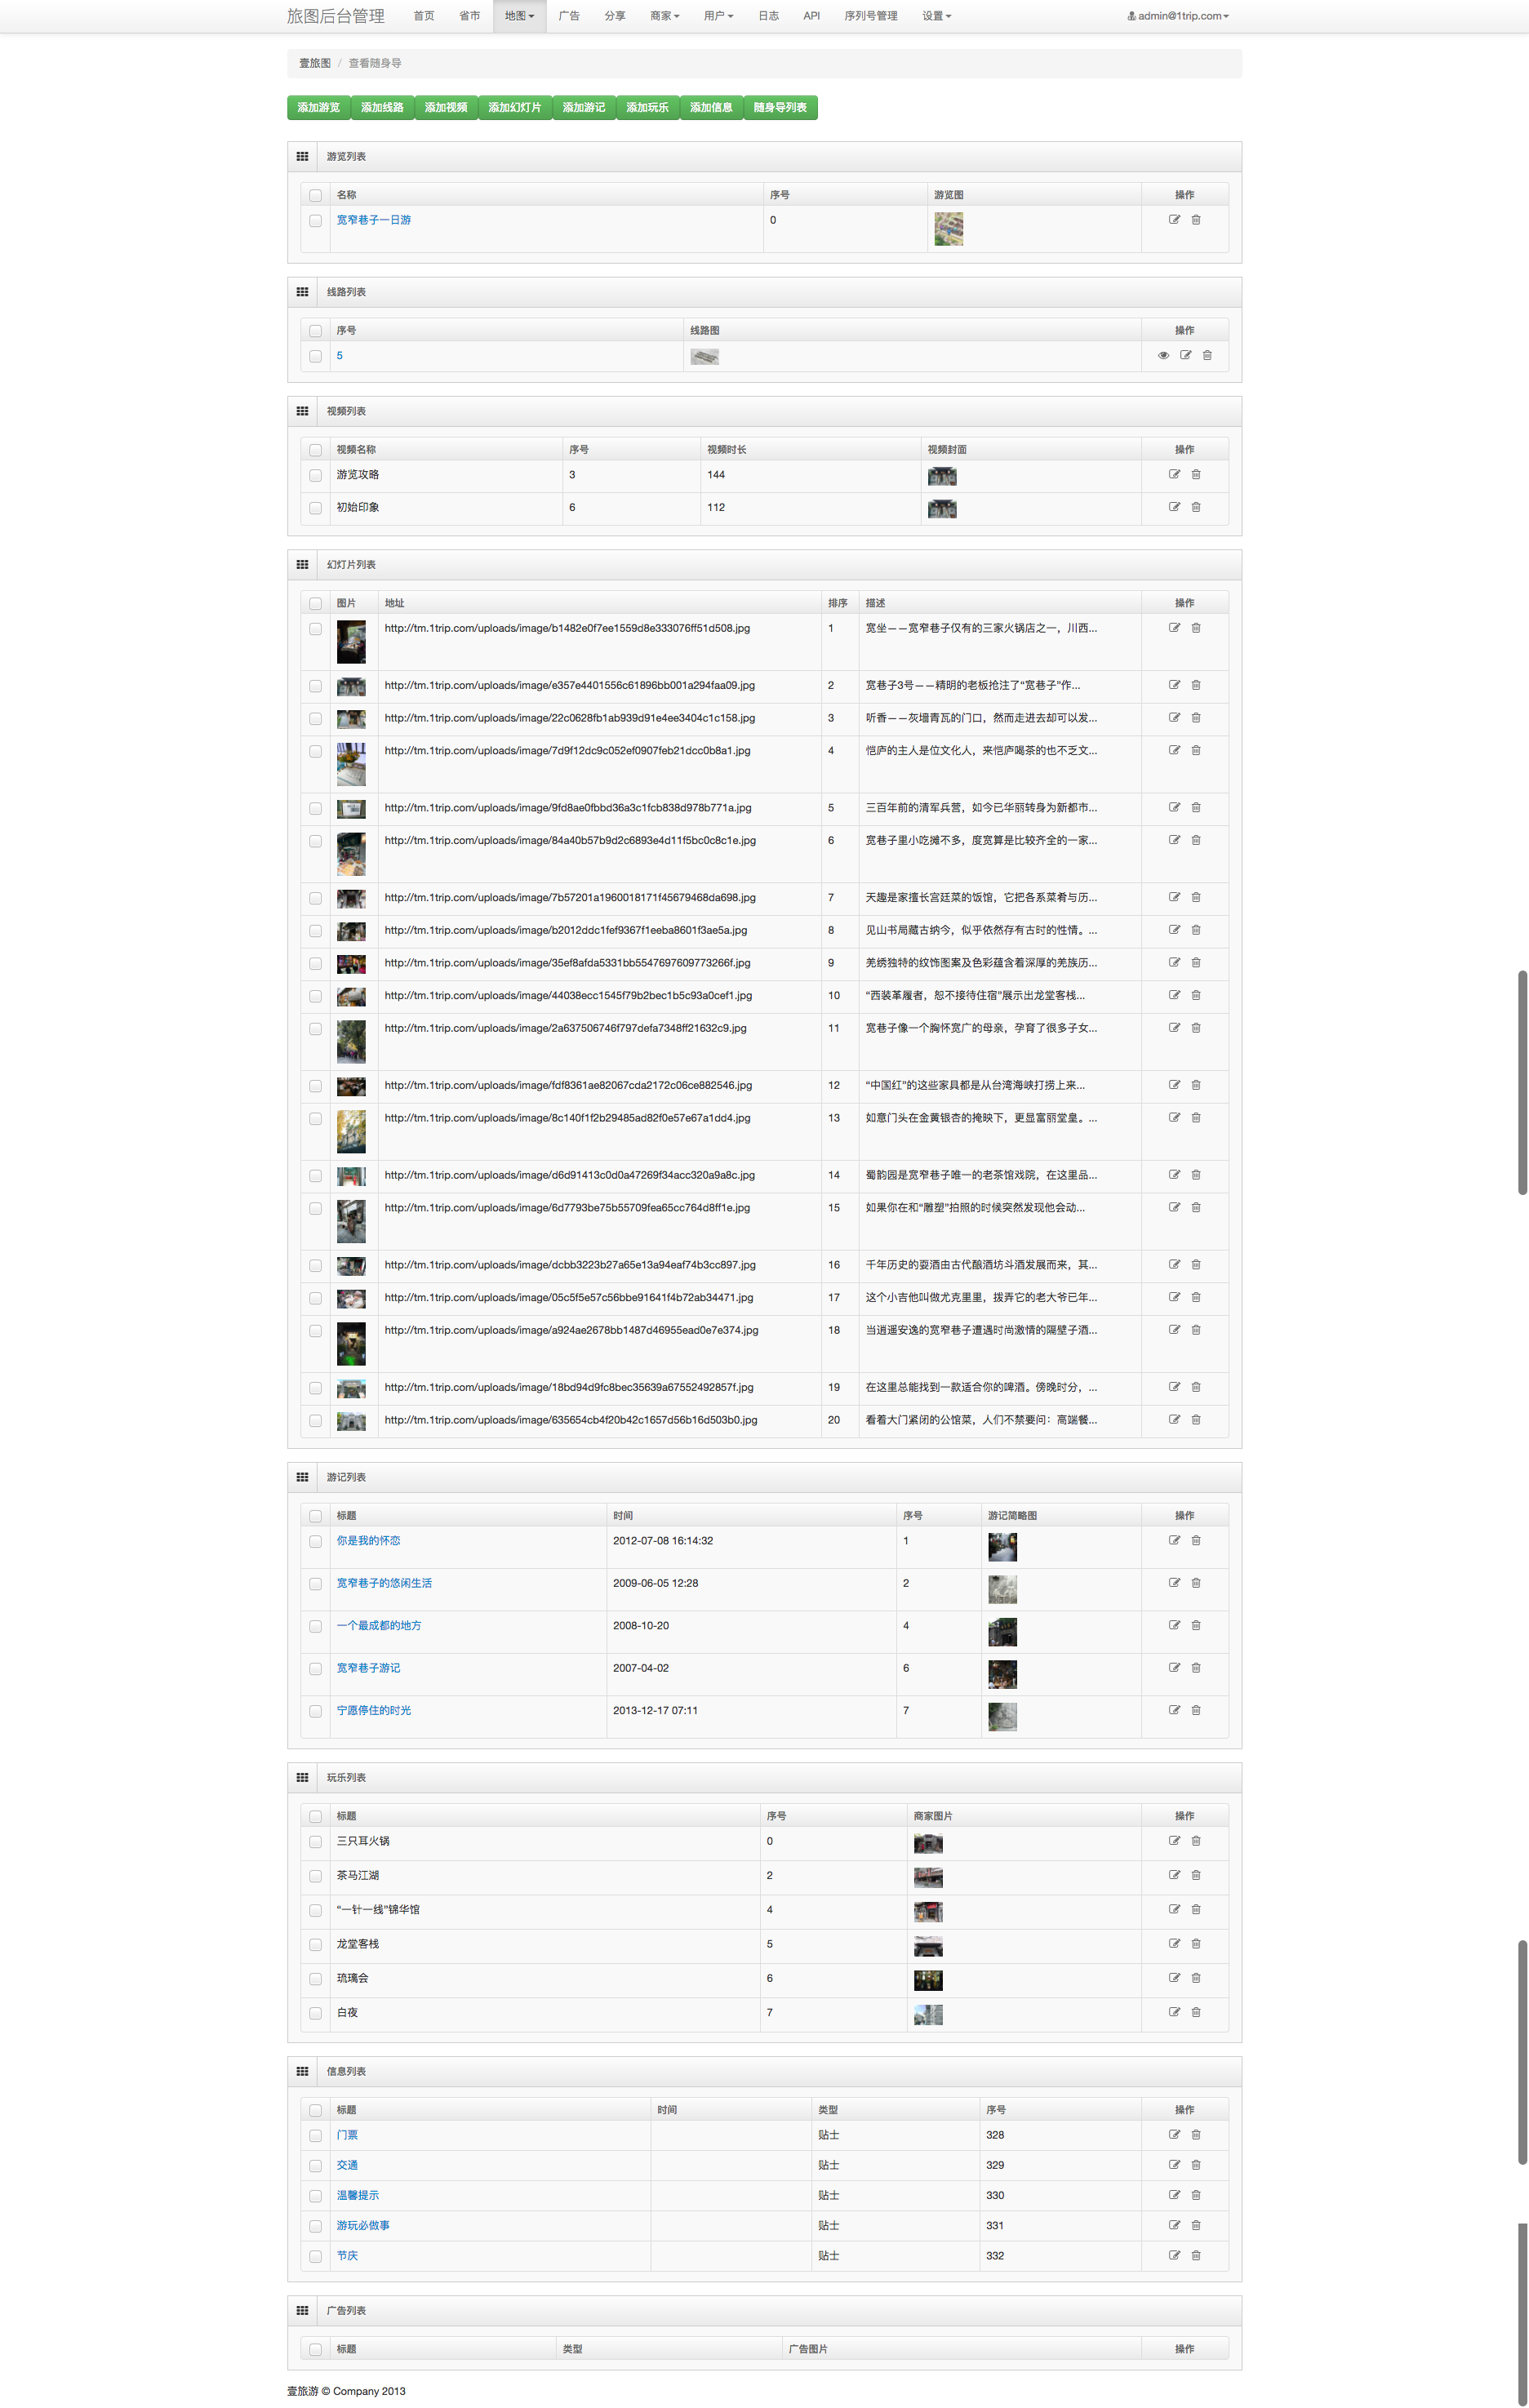 旅图后台管理 首页 省市 地图 广告 分享 商家 用户 日志 API 序列号管理 设置 admin@1trip.com
壹旅图 / 查看随身导
添加游览 添加线路 添加视频 添加幻灯片 添加游记 添加玩乐 添加信息 随身导列表
游览列表
名称 序号 游览图 操作
宽窄巷子一日游 0
线路列表
序号 线路图 操作
5
视频列表
视频名称 序号 视频时长 视频封面 操作
游览攻略 3 144
初始印象 6 112
幻灯片列表
图片 地址 排序 描述 操作
http://tm.1trip.com/uploads/image/b1482e0f7ee1559d8e333076ff51d508.jpg 1 宽坐——宽窄巷子仅有的三家火锅店之一，川西...
http://tm.1trip.com/uploads/image/e357e4401556c61896bb001a294faa09.jpg 2 宽巷子3号——精明的老板抢注了“宽巷子”作...
http://tm.1trip.com/uploads/image/22c0628fb1ab939d91e4ee3404c1c158.jpg 3 听香——灰墙青瓦的门口，然而走进去却可以发...
http://tm.1trip.com/uploads/image/7d9f12dc9c052ef0907feb21dcc0b8a1.jpg 4 恺庐的主人是位文化人，来恺庐喝茶的也不乏文...
http://tm.1trip.com/uploads/image/9fd8ae0fbbd36a3c1fcb838d978b771a.jpg 5 三百年前的清军兵营，如今已华丽转身为新都市...
http://tm.1trip.com/uploads/image/84a40b57b9d2c6893e4d11f5bc0c8c1e.jpg 6 宽巷子里小吃摊不多，度宽算是比较齐全的一家...
http://tm.1trip.com/uploads/image/7b57201a1960018171f45679468da698.jpg 7 天趣是家擅长宫廷菜的饭馆，它把各系菜肴与历...
http://tm.1trip.com/uploads/image/b2012ddc1fef9367f1eeba8601f3ae5a.jpg 8 见山书局藏古纳今，似乎依然存有古时的性情。...
http://tm.1trip.com/uploads/image/35ef8afda5331bb5547697609773266f.jpg 9 羌绣独特的纹饰图案及色彩蕴含着深厚的羌族历...
http://tm.1trip.com/uploads/image/44038ecc1545f79b2bec1b5c93a0cef1.jpg 10 “西装革履者，恕不接待住宿”展示出龙堂客栈...
http://tm.1trip.com/uploads/image/2a637506746f797defa7348ff21632c9.jpg 11 宽巷子像一个胸怀宽广的母亲，孕育了很多子女...
http://tm.1trip.com/uploads/image/fdf8361ae82067cda2172c06ce882546.jpg 12 “中国红”的这些家具都是从台湾海峡打捞上来...
http://tm.1trip.com/uploads/image/8c140f1f2b29485ad82f0e57e67a1dd4.jpg 13 如意门头在金黄银杏的掩映下，更显富丽堂皇。...
http://tm.1trip.com/uploads/image/d6d91413c0d0a47269f34acc320a9a8c.jpg 14 蜀韵园是宽窄巷子唯一的老茶馆戏院，在这里品...
http://tm.1trip.com/uploads/image/6d7793be75b55709fea65cc764d8ff1e.jpg 15 如果你在和“雕塑”拍照的时候突然发现他会动...
http://tm.1trip.com/uploads/image/dcbb3223b27a65e13a94eaf74b3cc897.jpg 16 千年历史的耍酒由古代酿酒坊斗酒发展而来，其...
http://tm.1trip.com/uploads/image/05c5f5e57c56bbe91641f4b72ab34471.jpg 17 这个小吉他叫做尤克里里，拨弄它的老大爷已年...
http://tm.1trip.com/uploads/image/a924ae2678bb1487d46955ead0e7e374.jpg 18 当逍遥安逸的宽窄巷子遭遇时尚激情的隔壁子酒...
http://tm.1trip.com/uploads/image/18bd94d9fc8bec35639a67552492857f.jpg 19 在这里总能找到一款适合你的啤酒。傍晚时分，...
http://tm.1trip.com/uploads/image/635654cb4f20b42c1657d56b16d503b0.jpg 20 看着大门紧闭的公馆菜，人们不禁要问：高端餐...
游记列表
标题 时间 序号 游记简略图 操作
你是我的怀恋 2012-07-08 16:14:32 1
宽窄巷子的悠闲生活 2009-06-05 12:28 2
一个最成都的地方 2008-10-20 4
宽窄巷子游记 2007-04-02 6
宁愿停住的时光 2013-12-17 07:11 7
玩乐列表
标题 序号 商家图片 操作
三只耳火锅 0
茶马江湖 2
“一针一线”锦华馆 4
龙堂客栈 5
琉璃会 6
白夜 7
信息列表
标题 时间 类型 序号 操作
门票 贴士 328
交通 贴士 329
温馨提示 贴士 330
游玩必做事 贴士 331
节庆 贴士 332
广告列表
标题 类型 广告图片 操作
壹旅游 © Company 2013